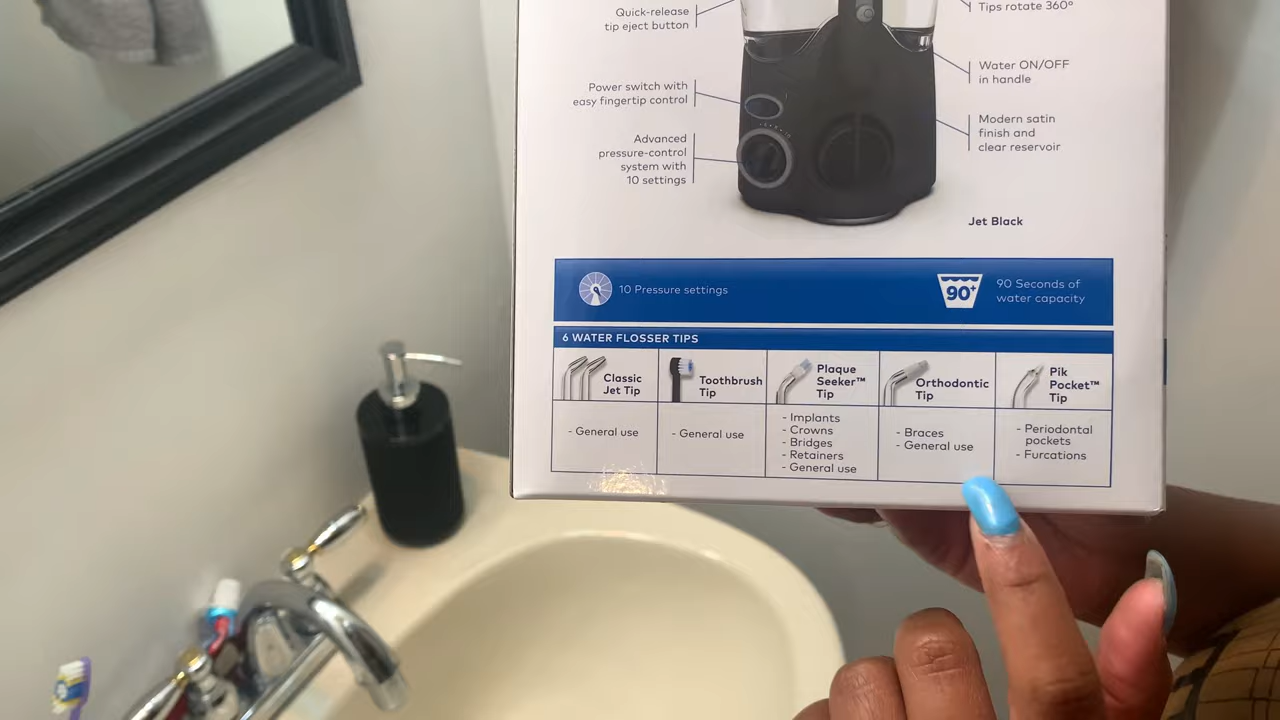 Quick-release
tip eject button
Tips rotate 360°
Power switch with
easy fingertip control
Water ON/OFF
in handle
Advanced
pressure-control
system with
10 settings
Modern satin
finish and
clear reservoir
Jet Black
10 Pressure settings
90+
90 Seconds of
water capacity
6 WATER FLOSSER TIPS
Classic
Jet Tip
- General use
Toothbrush
Tip
- General use
Plaque
Seeker™
Tip
- Implants
- Crowns
- Bridges
- Retainers
- General use
Orthodontic
Tip
- Braces
- General use
Pik
Pocket™
Tip
- Periodontal
pockets
- Furcations